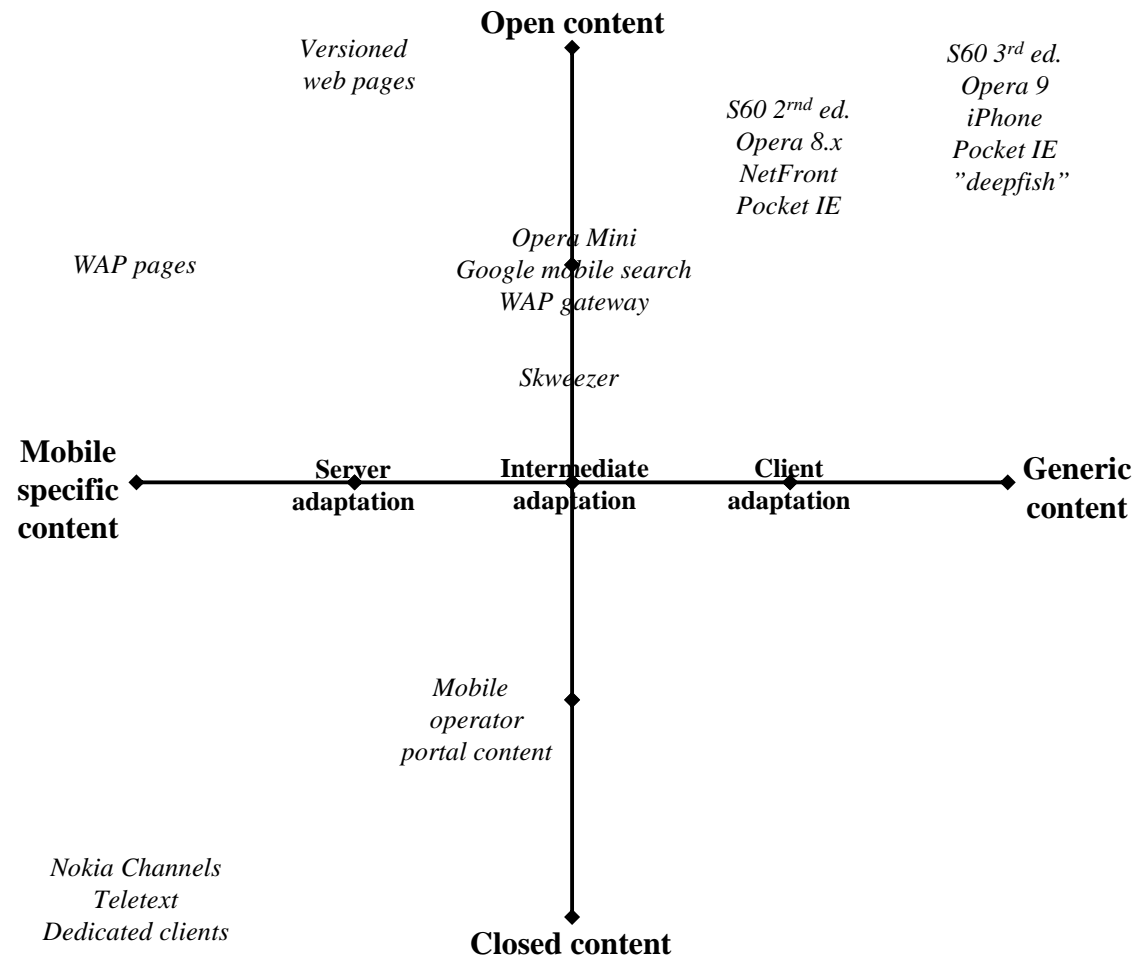 Open content
Versioned
web pages
S60 3rd ed.
Opera 9
iPhone
Pocket IE
”deepfish”
S60 2rnd ed.
Opera 8.x
NetFront
Pocket IE
WAP pages
Opera Mini
Google mobile search
WAP gateway
Skweezer
Mobile
specific
content
Server
adaptation
Intermediate
adaptation
Client
adaptation
Generic
content
Mobile
operator
portal content
Nokia Channels
Teletext
Dedicated clients
Closed content